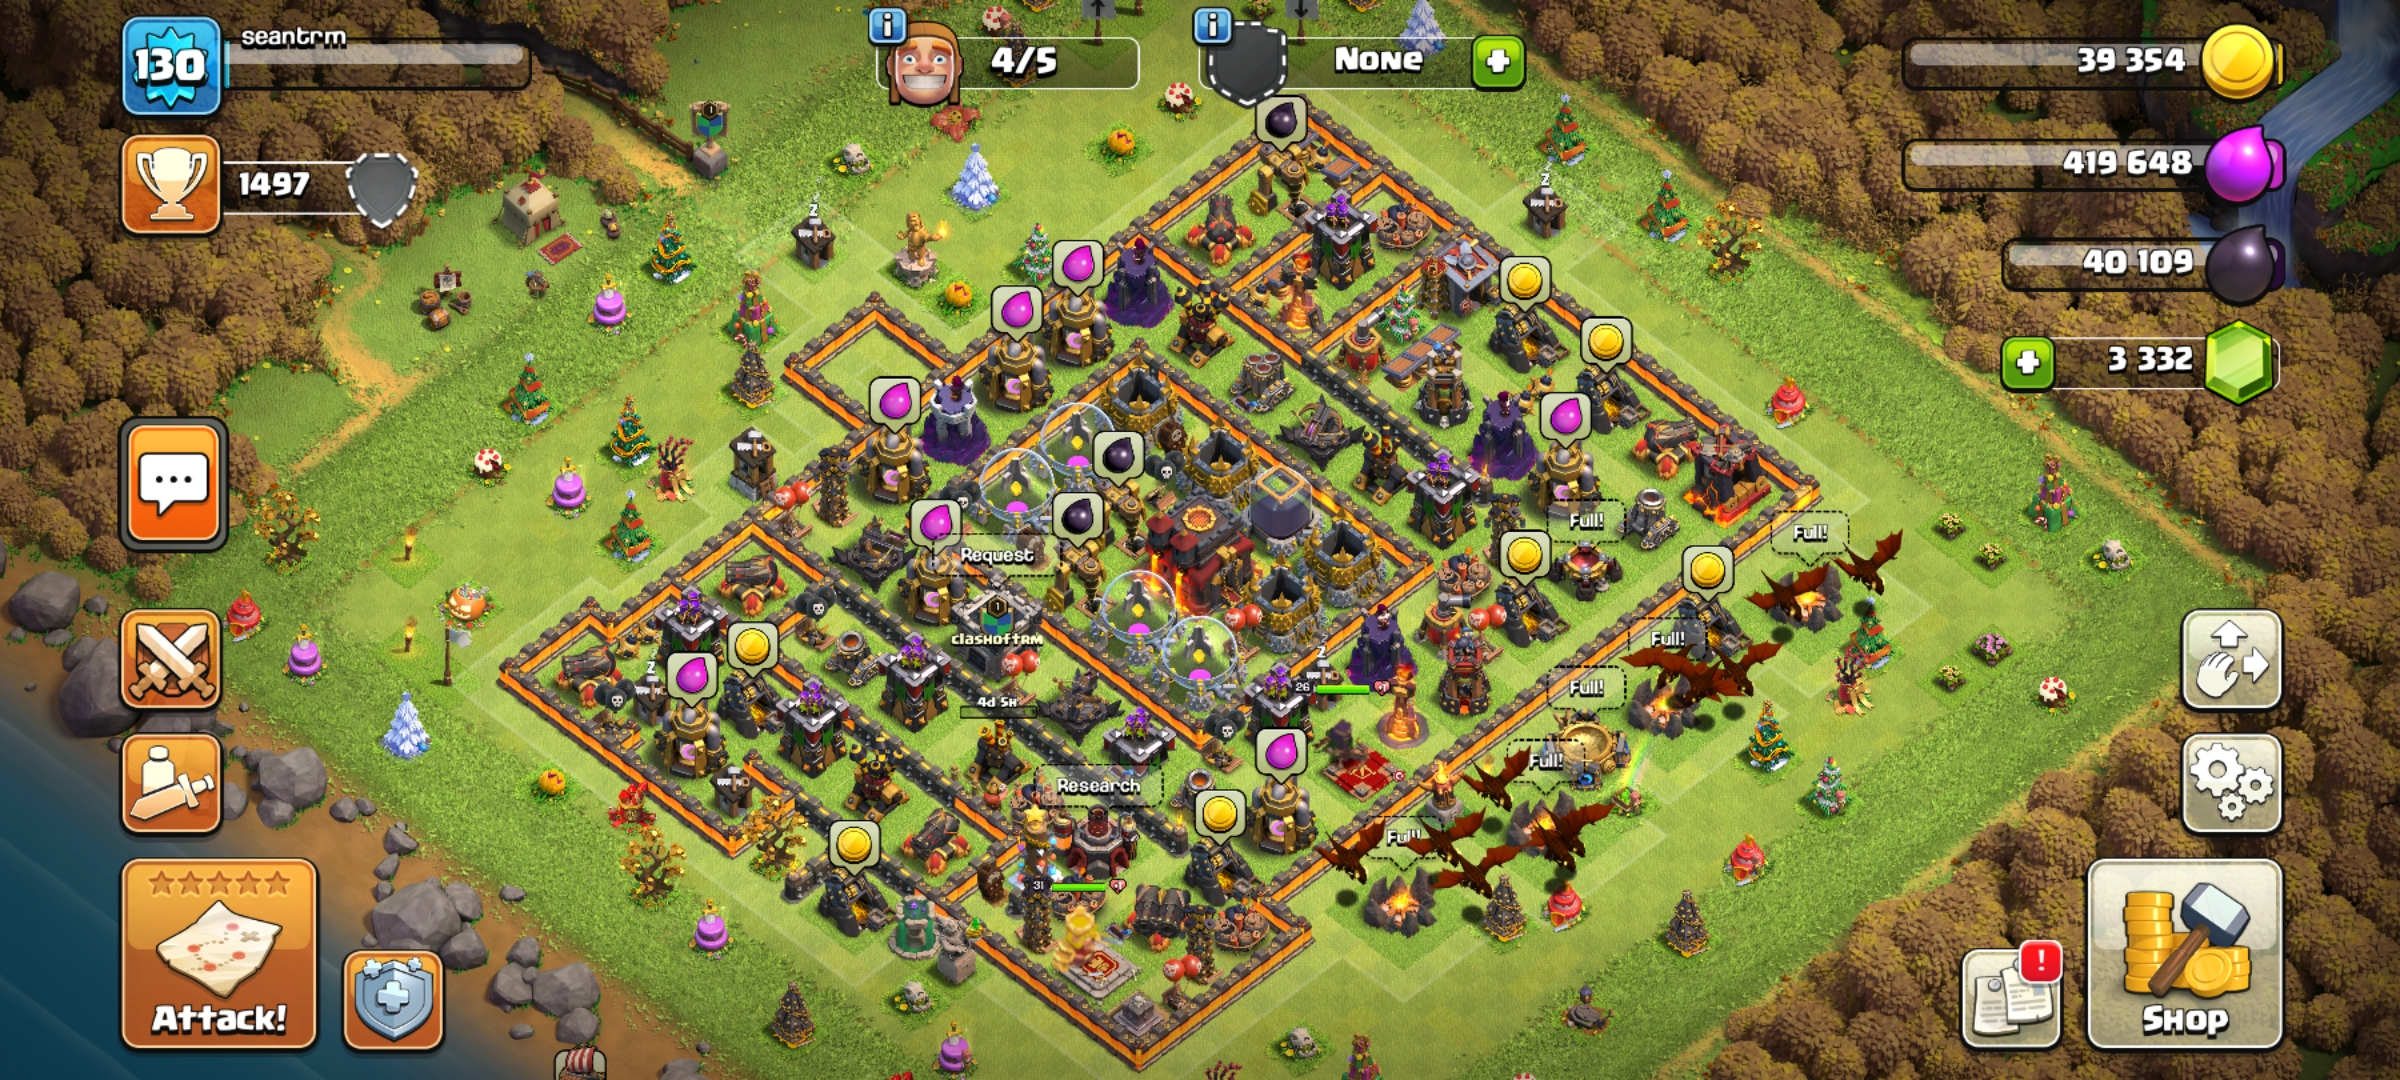 130
seantrm
4/5
None
39 354
1497
419 648
40 109
3 332
Full!
Full!
Request
clashoftrm
Full!
26
Full!
4d 5H
Full!
Research
Full!
31
Attack!
Shop